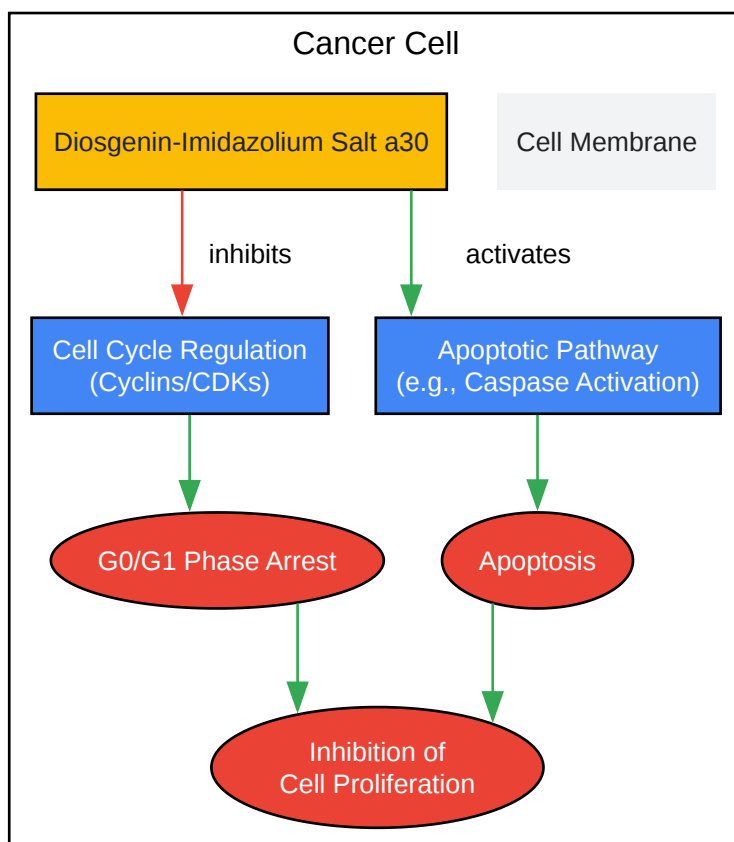 Cancer Cell
Diosgenin-Imidazolium Salt a30
Cell Membrane
inhibits
activates
Cell Cycle Regulation
(Cyclins/CDKs)
Apoptotic Pathway
(e.g., Caspase Activation)
G0/G1 Phase Arrest
Apoptosis
Inhibition of
Cell Proliferation